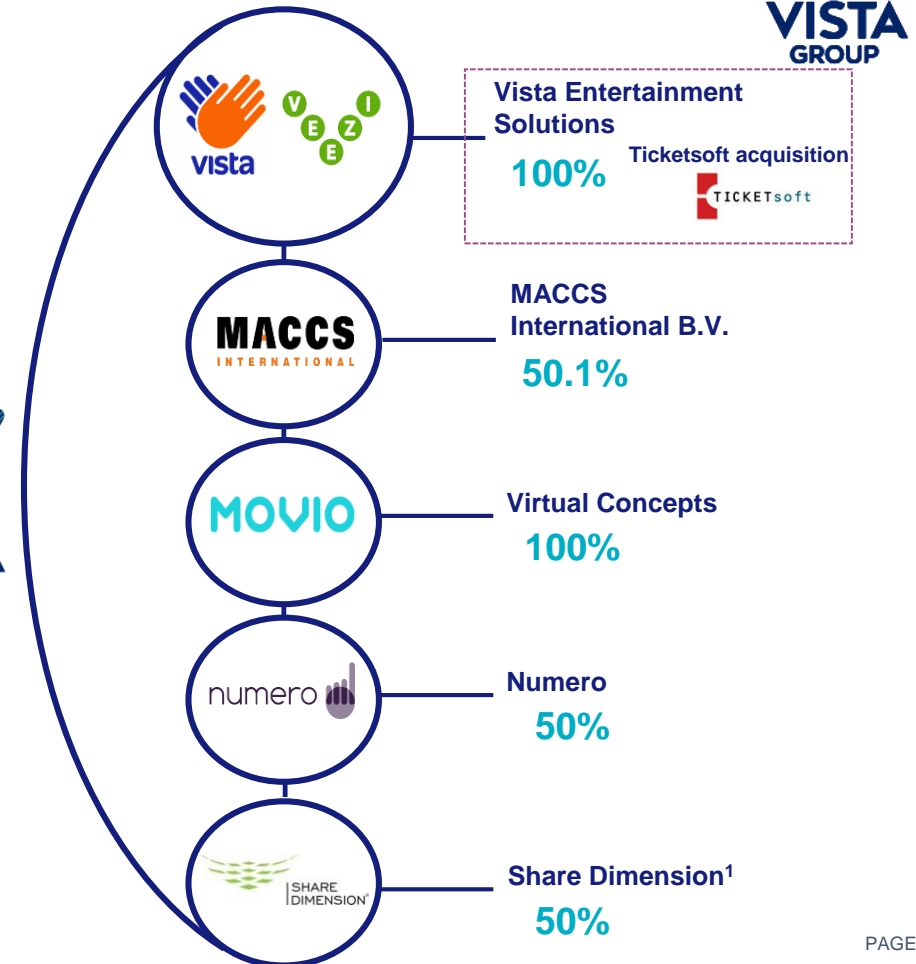 VISTA
GROUP
Vista Entertainment
Solutions
100%
Ticketsoft acquisition
TICKETsoft
vista
VEEZI
MACCS
INTERNATIONAL
MACCS
International B.V.
50.1%
MOVIO
Virtual Concepts
100%
numero
Numero
50%
SHARE
DIMENSION
Share Dimension1
50%
PAGE